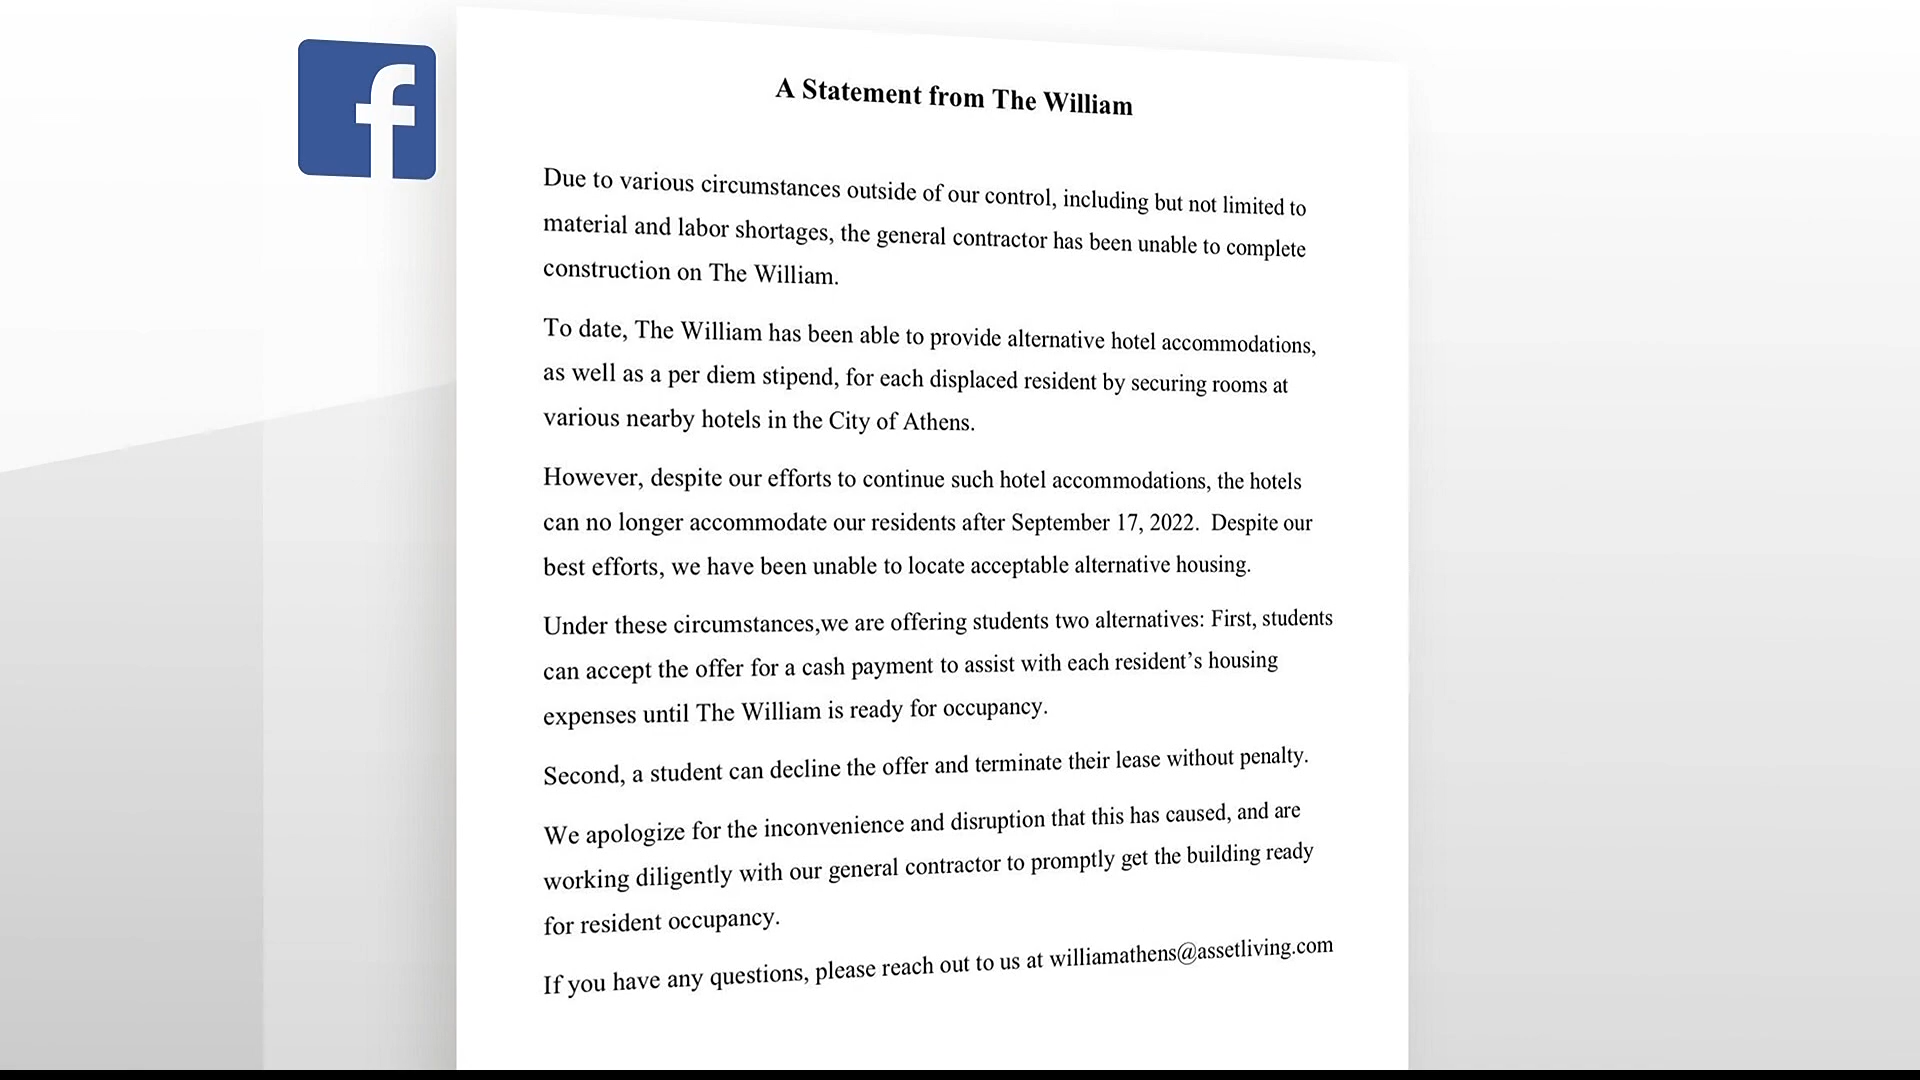 f
A Statement from The William
Due to various circumstances outside of our control, including but not limited to
material and labor shortages, the general contractor has been unable to complete
construction on The William.
To date, The William has been able to provide alternative hotel accommodations,
as well as a per diem stipend, for each displaced resident by securing rooms at
various nearby hotels in the City of Athens.
However, despite our efforts to continue such hotel accommodations, the hotels
can no longer accommodate our residents after September 17, 2022.  Despite our
best efforts, we have been unable to locate acceptable alternative housing.
Under these circumstances,we are offering students two alternatives: First, students
can accept the offer for a cash payment to assist with each resident’s housing
expenses until The William is ready for occupancy.
Second, a student can decline the offer and terminate their lease without penalty.
We apologize for the inconvenience and disruption that this has caused, and are
working diligently with our general contractor to promptly get the building ready
for resident occupancy.
If you have any questions, please reach out to us at williamathens@assetliving.com